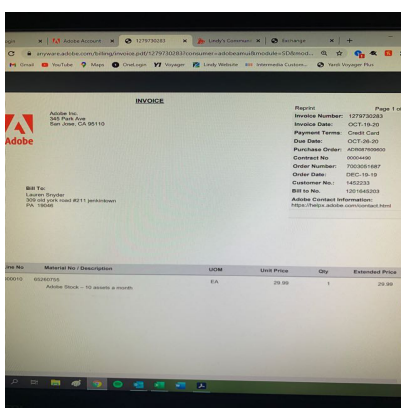 Adobe Account
1279730283
Lindy's Commun
Exchange
anyware.adobe.com/billing/invoice.pdf/1279730283?consumer=adobeamui&module=SD&mod...
Gmail YouTube Maps OneLogin Voyager Lindy Website Intermedia Custom... Yardi Voyager Plus
INVOICE
Adobe
Adobe Inc.
345 Park Ave
San Jose, CA 95110
Reprint Page 1 of
Invoice Number: 1279730283
Invoice Date: OCT-19-20
Payment Terms: Credit Card
Due Date: OCT-26-20
Purchase Order:
Contract No 00004490
Order Number: 7003051687
Order Date: DEC-19-19
Customer No.: 1452233
Bill to No. 1201645203
Adobe Contact Information:
https://helpx.adobe.com/contact.html
Bill To:
Lauren Snyder
309 old york road #211 jenkintown
PA 19046
Line No Material No / Description UOM Unit Price Qty Extended Price
000010 65260755 EA 29.99 1 29.99
Adobe Stock – 10 assets a month